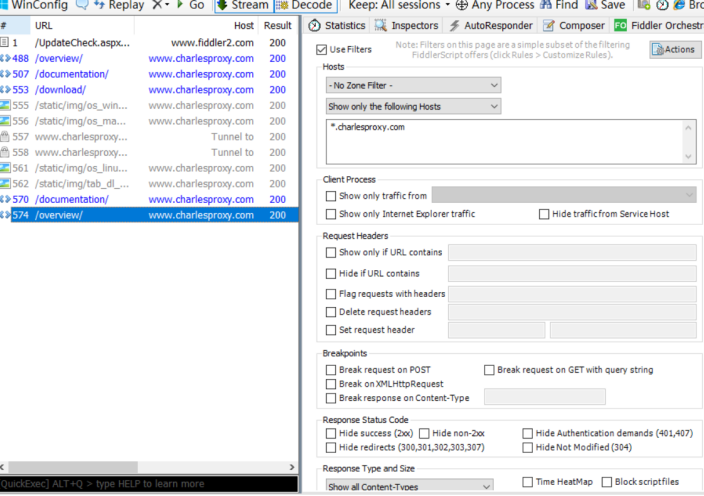 WinConfig Replay X Go Stream Decode Keep: All sessions Any Process Find Save
# URL Host Result
1 /UpdateCheck.aspx... www.fiddler2.com 200
488 /overview/ www.charlesproxy.com 200
507 /documentation/ www.charlesproxy.com 200
553 /download/ www.charlesproxy.com 200
555 /static/img/os_win... www.charlesproxy.com 200
556 /static/img/os_ma... www.charlesproxy.com 200
557 www.charlesproxy... Tunnel to 200
558 www.charlesproxy... Tunnel to 200
561 /static/img/os_linu... www.charlesproxy.com 200
562 /static/img/tab_dl_... www.charlesproxy.com 200
570 /documentation/ www.charlesproxy.com 200
574 /overview/ www.charlesproxy.com 200
QuickExec] ALT+Q > type HELP to learn more
Statistics Inspectors AutoResponder Composer FO Fiddler Orchestr
Use Filters
Note: Filters on this page are a simple subset of the filtering
FiddlerScript offers (click Rules > Customize Rules).
Actions
Hosts
- No Zone Filter -
Show only the following Hosts
*.charlesproxy.com
Client Process
Show only traffic from
Show only Internet Explorer traffic Hide traffic from Service Host
Request Headers
Show only if URL contains
Hide if URL contains
Flag requests with headers
Delete request headers
Set request header
Breakpoints
Break request on POST Break request on GET with query string
Break on XMLHttpRequest
Break response on Content-Type
Response Status Code
Hide success (2xx) Hide non-2xx Hide Authentication demands (401,407)
Hide redirects (300,301,302,303,307) Hide Not Modified (304)
Response Type and Size
Show all Content-Types Time HeatMap Block script files